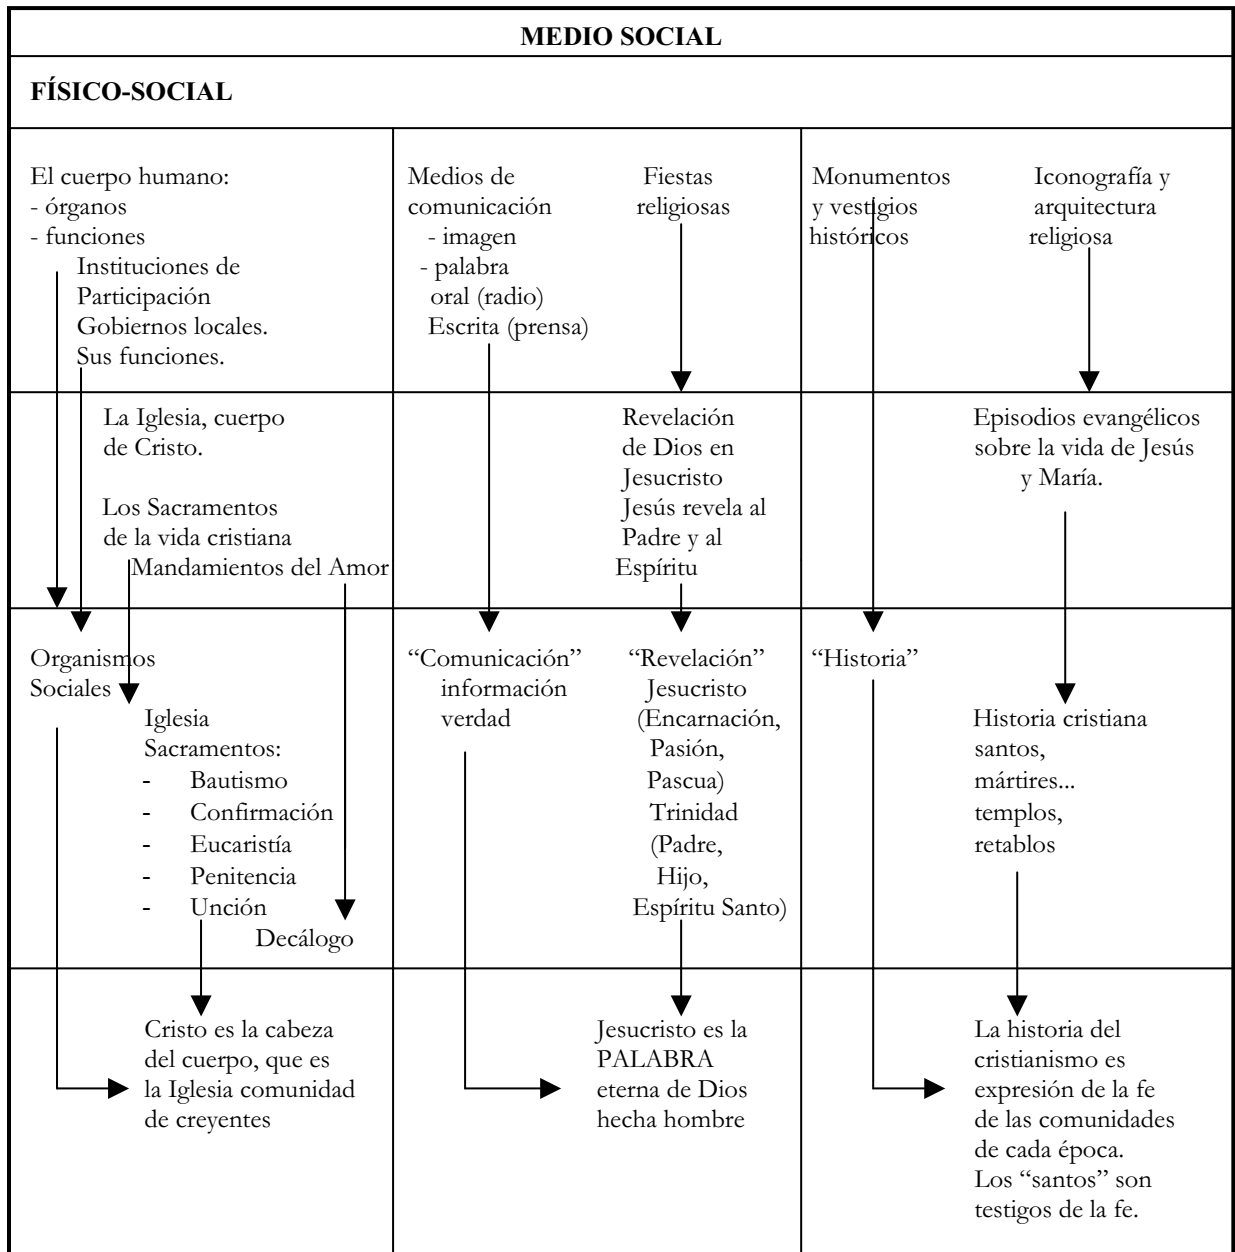 MEDIO SOCIAL
FÍSICO-SOCIAL
El cuerpo humano:
- órganos
- funciones
Instituciones de
Participación
Gobiernos locales.
Sus funciones.
Medios de
comunicación
- imagen
- palabra
oral (radio)
Escrita (prensa)
Fiestas
religiosas
Monumentos
y vestigios
históricos
Iconografía y
arquitectura
religiosa
La Iglesia, cuerpo
de Cristo.
Los Sacramentos
de la vida cristiana
Mandamientos del Amor
Revelación
de Dios en
Jesucristo
Jesús revela al
Padre y al
Espíritu
Episodios evangélicos
sobre la vida de Jesús
y María.
Organismos
Sociales
Iglesia
Sacramentos:
- Bautismo
- Confirmación
- Eucaristía
- Penitencia
- Unción
Decálogo
“Comunicación”
información
verdad
“Revelación”
Jesucristo
(Encarnación,
Pasión,
Pascua)
Trinidad
(Padre,
Hijo,
Espíritu Santo)
“Historia”
Historia cristiana
santos,
mártires...
templos,
retablos
Cristo es la cabeza
del cuerpo, que es
la Iglesia comunidad
de creyentes
Jesucristo es la
PALABRA
eterna de Dios
hecha hombre
La historia del
cristianismo es
expresión de la fe
de las comunidades
de cada época.
Los “santos” son
testigos de la fe.